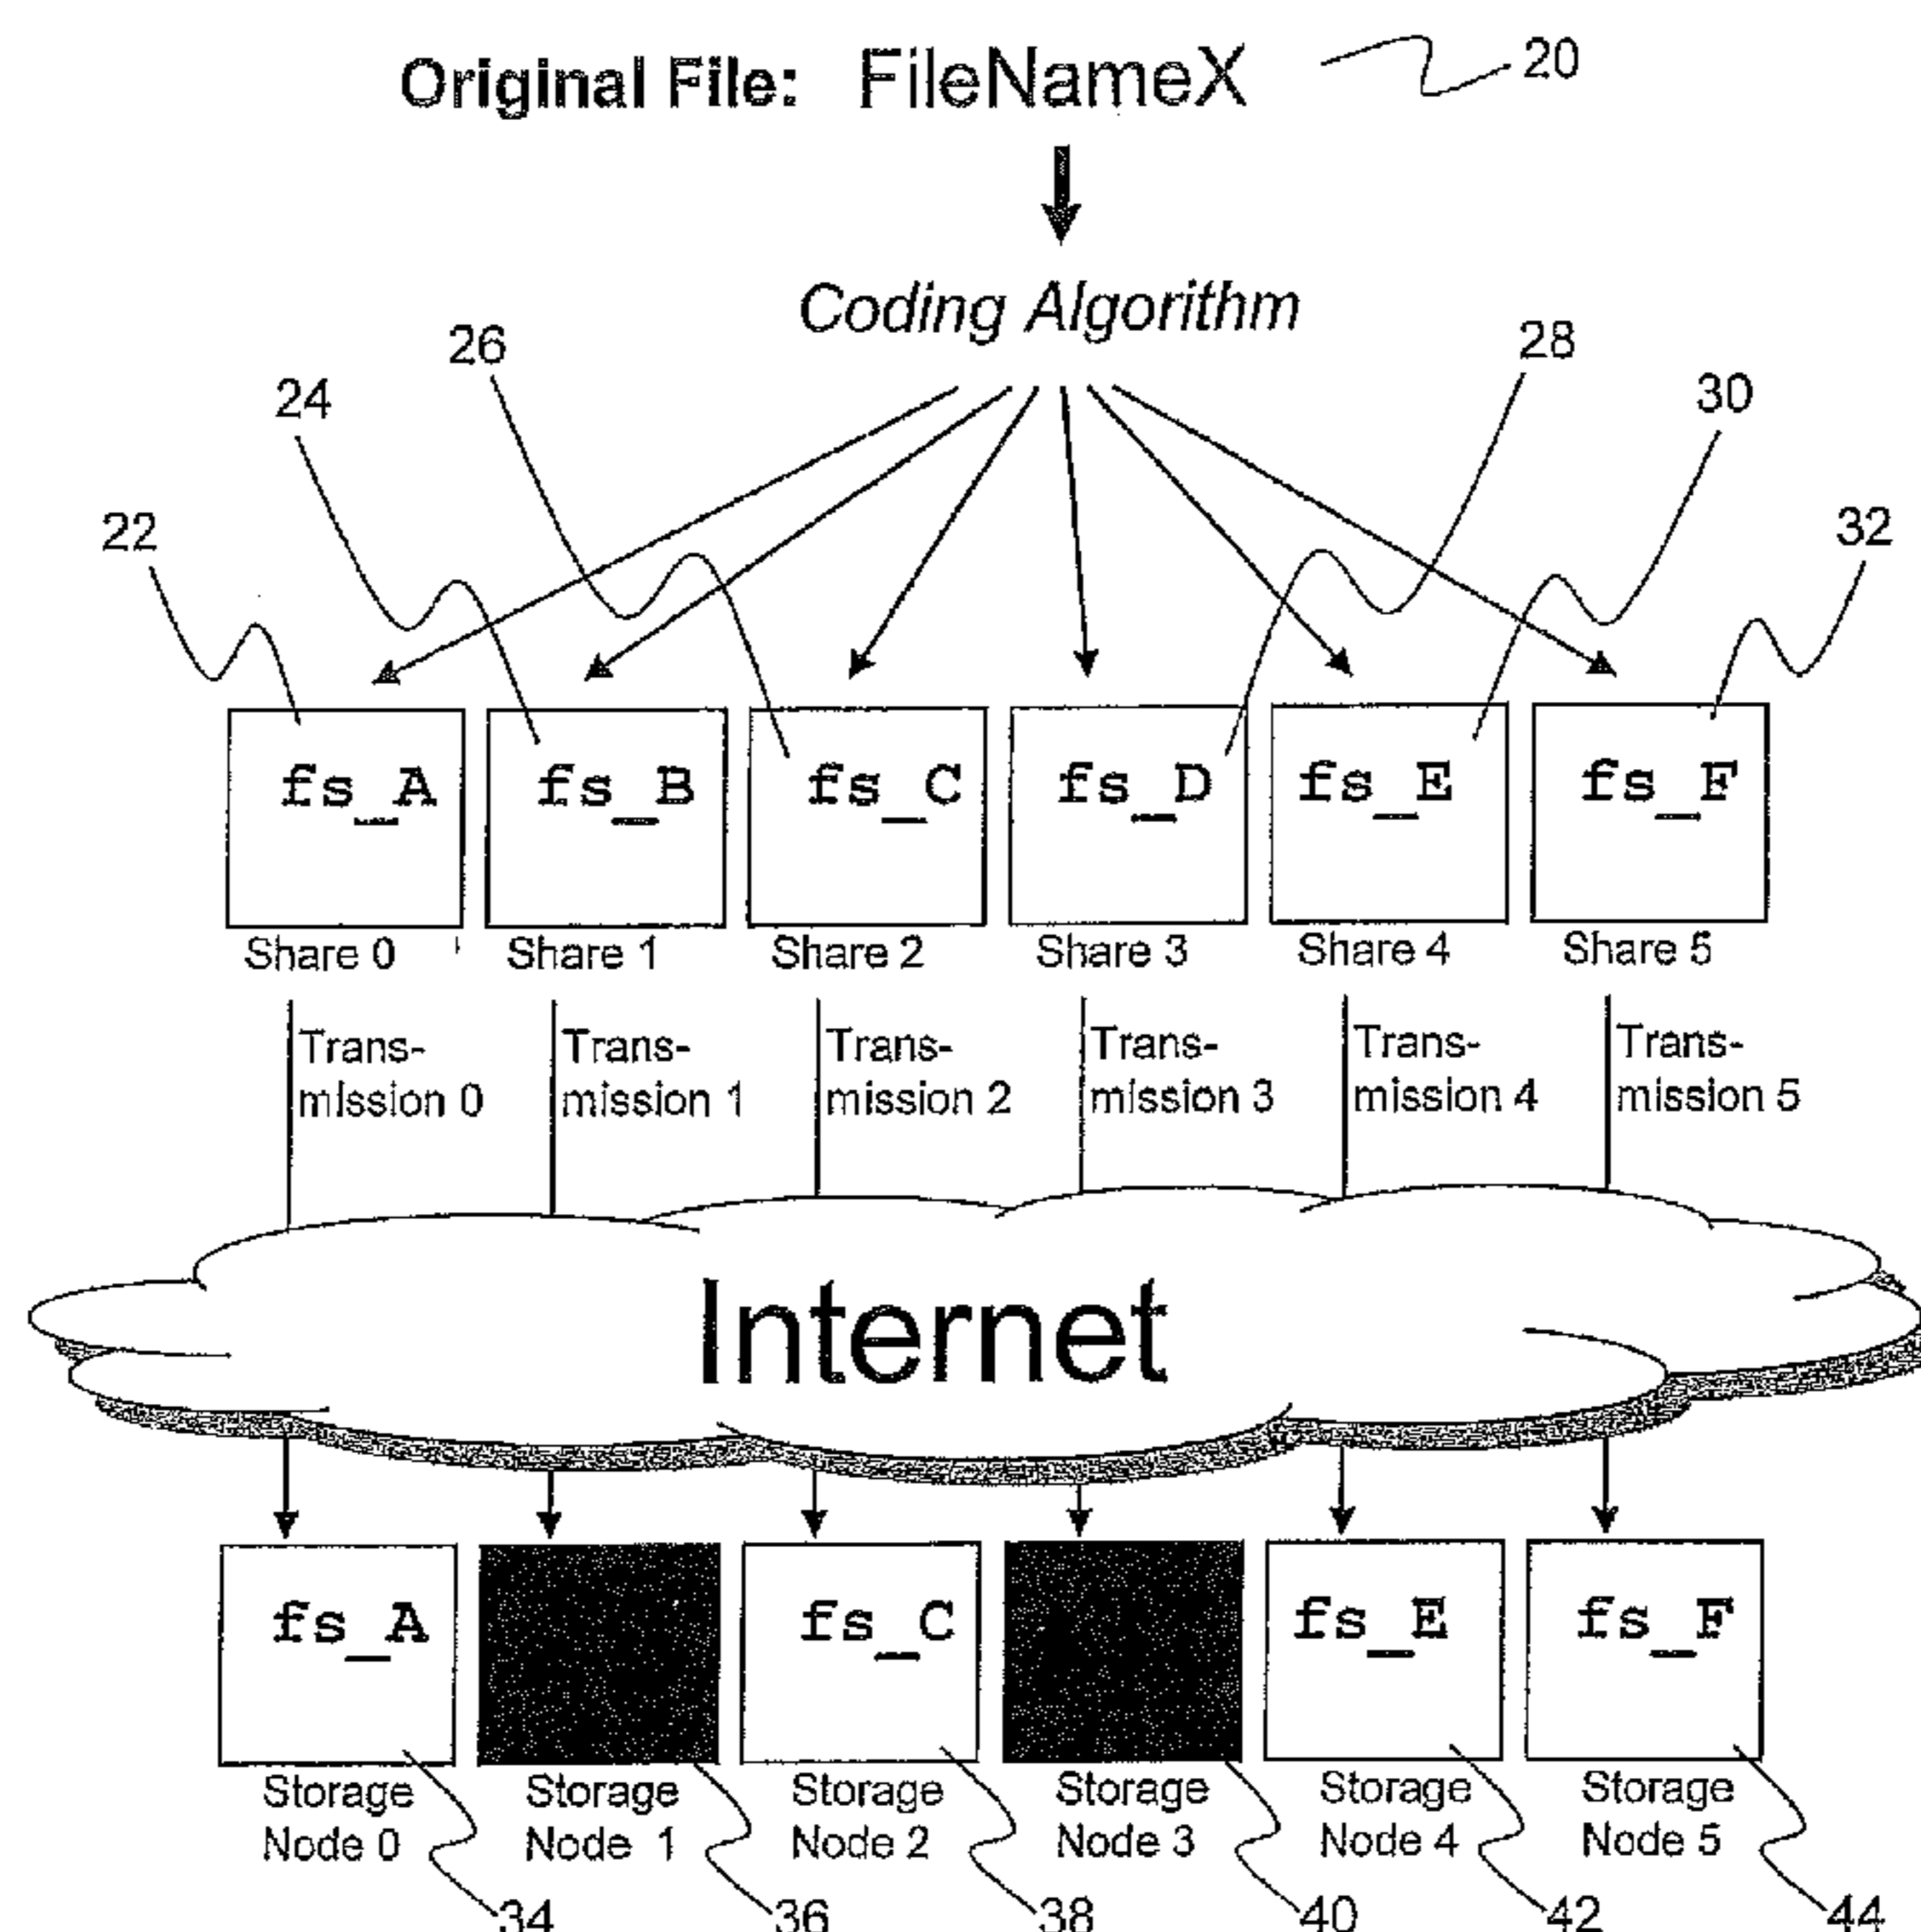 Original File: FileNameX
20
Coding Algorithm
26
28
24
30
22
32
fs_A
fs_B
fs_C
fs_D
fs_E
fs_F
Share 0
Share 1
Share 2
Share 3
Share 4
Share 5
Trans-
mission 0
Trans-
mission 1
Trans-
mission 2
Trans-
mission 3
Trans-
mission 4
Trans-
mission 5
Internet
fs_A
fs_C
fs_E
fs_F
Storage
Node 0
Storage
Node 1
Storage
Node 2
Storage
Node 3
Storage
Node 4
Storage
Node 5
34
36
38
40
42
44